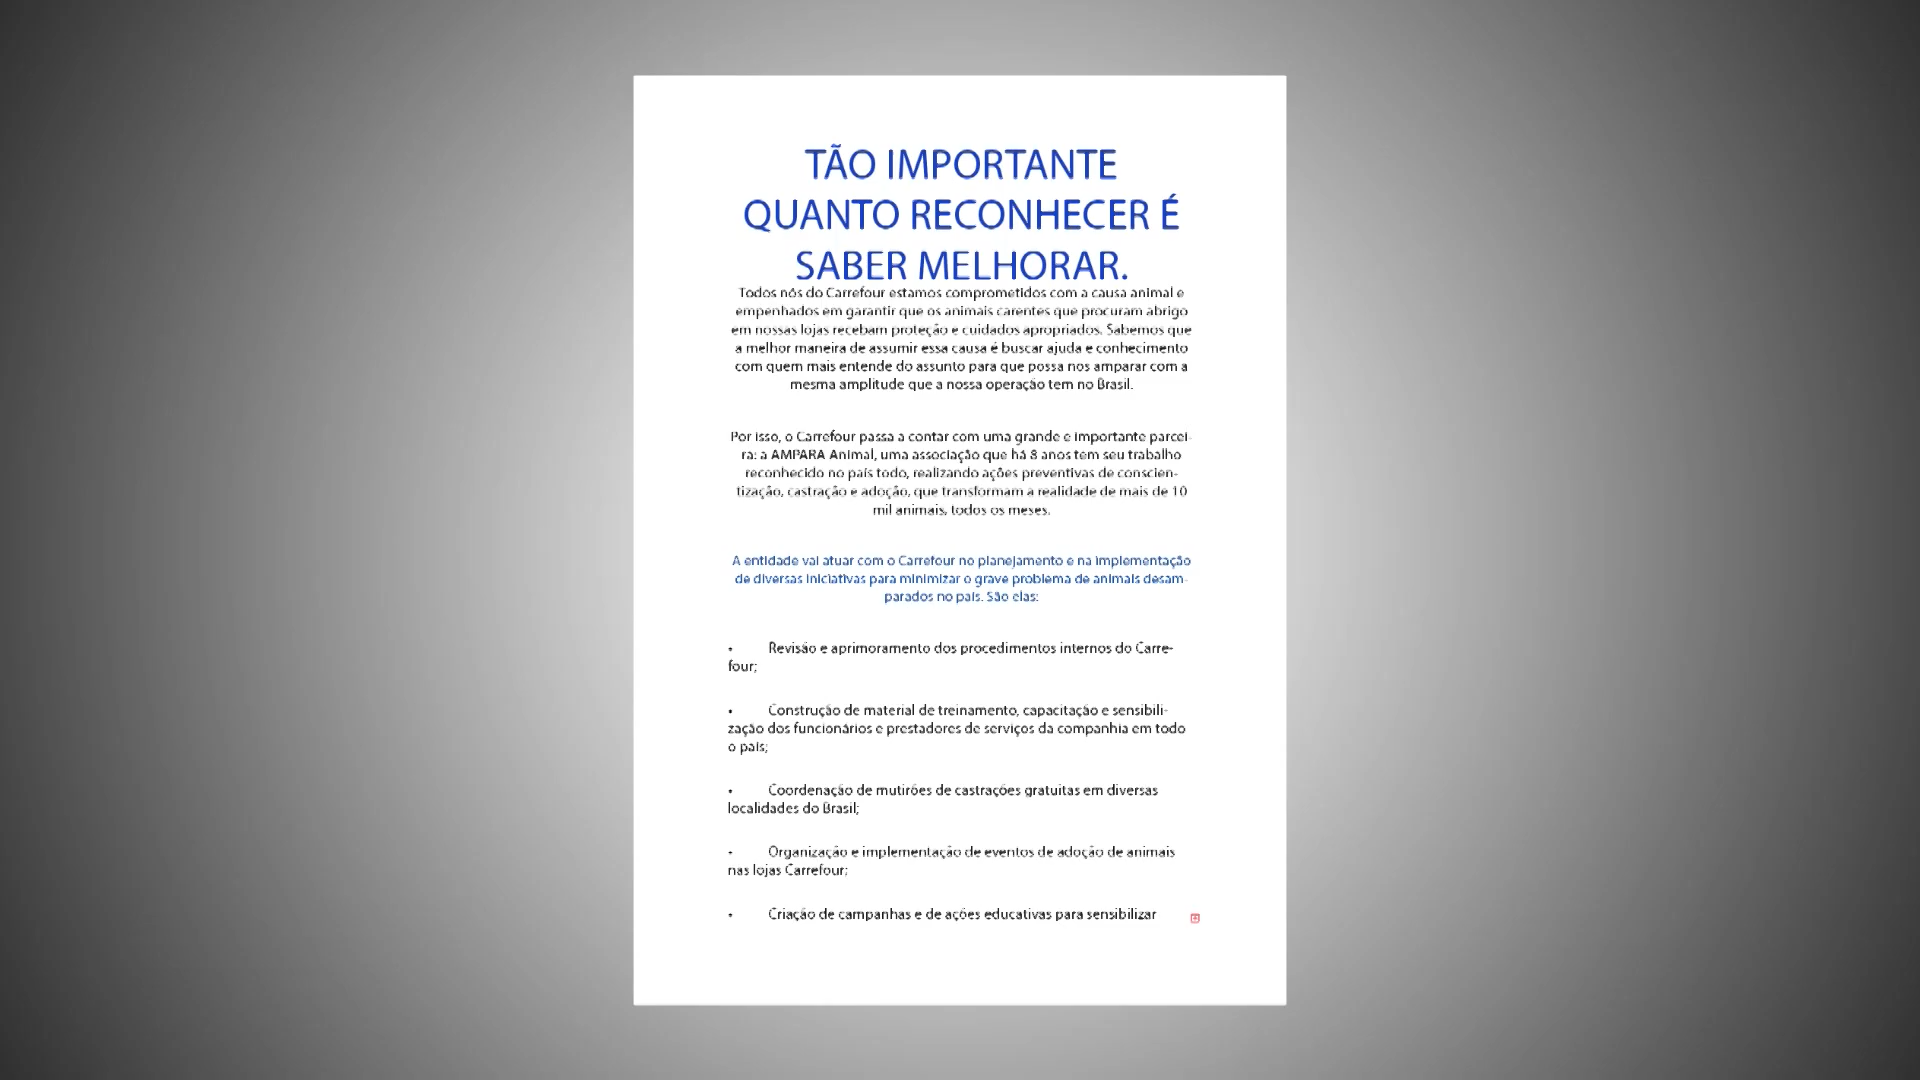 TÃO IMPORTANTE
QUANTO RECONHECER É
SABER MELHORAR.
Todos nós do Carrefour estamos comprometidos com a causa animal e
empenhados em garantir que os animais carentes que procuram abrigo
em nossas lojas recebam proteção e cuidados apropriados. Sabemos que
a melhor maneira de assumir essa causa é buscar ajuda e conhecimento
com quem mais entende do assunto para que possa nos amparar com a
mesma amplitude que a nossa operação tem no Brasil.
Por isso, o Carrefour passa a contar com uma grande e importante parcei-
ra: a AMPARA Animal, uma associação que há 8 anos tem seu trabalho
reconhecido no país todo, realizando ações preventivas de conscien-
tização, castração e adoção, que transformam a realidade de mais de 10
mil animais, todos os meses.
A entidade vai atuar com o Carrefour no planejamento e na implementação
de diversas iniciativas para minimizar o grave problema de animais desam-
parados no país. São elas:
• Revisão e aprimoramento dos procedimentos internos do Carre-
four;
• Construção de material de treinamento, capacitação e sensibili-
zação dos funcionários e prestadores de serviços da companhia em todo
o país;
• Coordenação de mutirões de castrações gratuitas em diversas
localidades do Brasil;
• Organização e implementação de eventos de adoção de animais
nas lojas Carrefour;
• Criação de campanhas e de ações educativas para sensibilizar